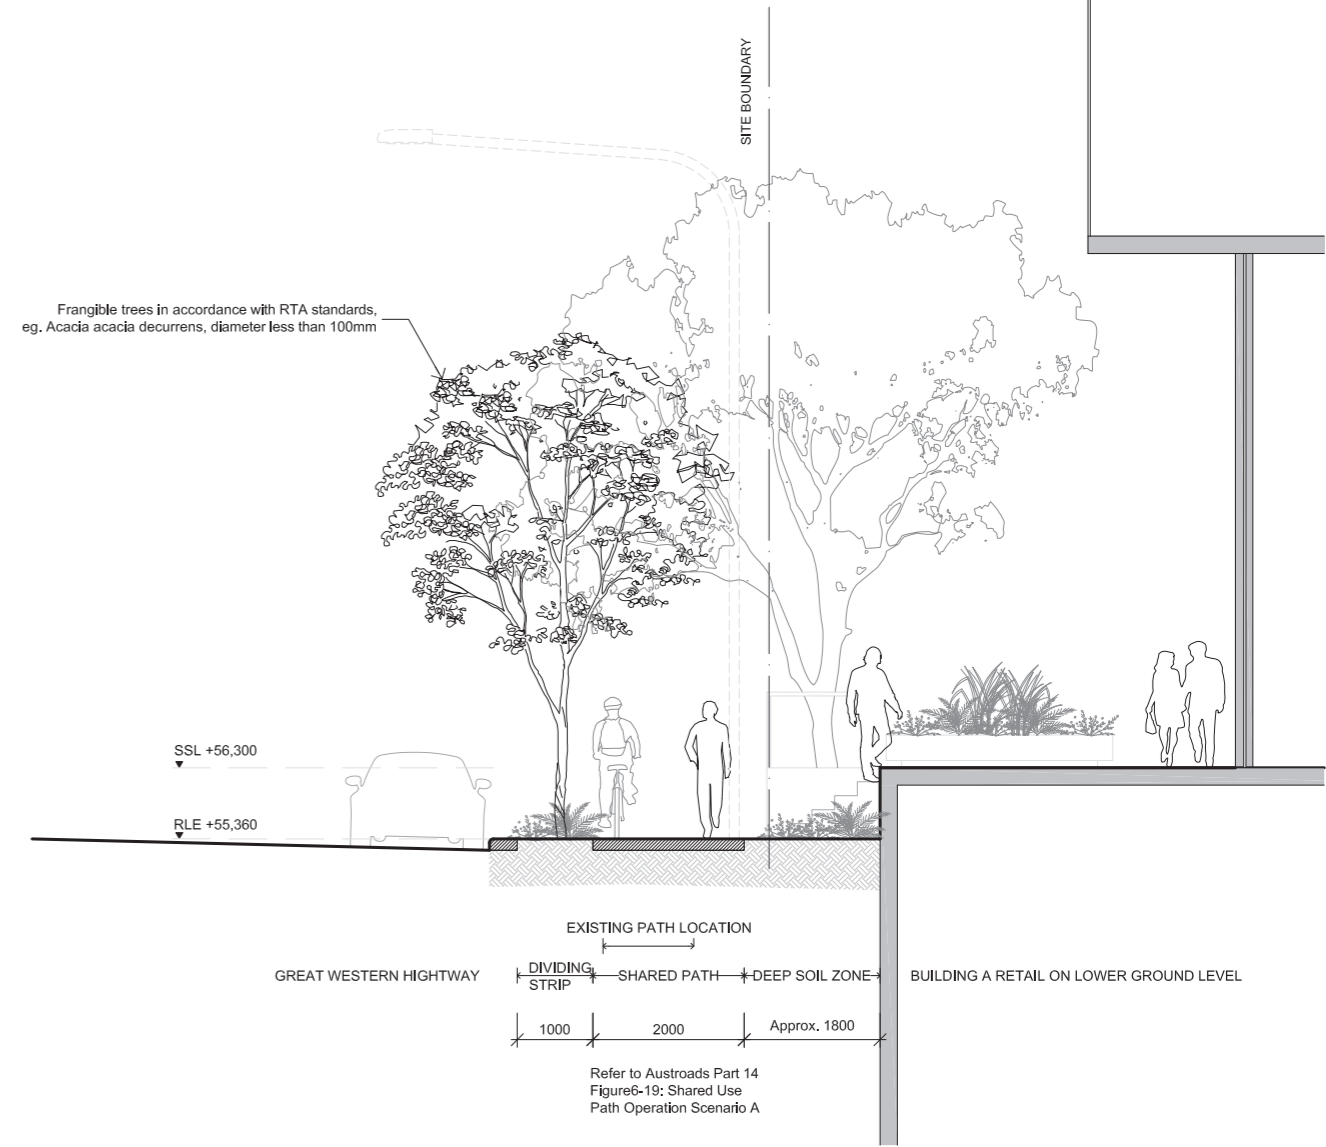 SITE BOUNDARY
Frangible trees in accordance with RTA standards,
eg. Acacia acacia decurrens, diameter less than 100mm
SSL +56,300
RLE +55,360
EXISTING PATH LOCATION
GREAT WESTERN HIGHTWAY
DIVIDING
STRIP
SHARED PATH
DEEP SOIL ZONE
BUILDING A RETAIL ON LOWER GROUND LEVEL
1000
2000
Approx. 1800
Refer to Austroads Part 14
Figure6-19: Shared Use
Path Operation Scenario A